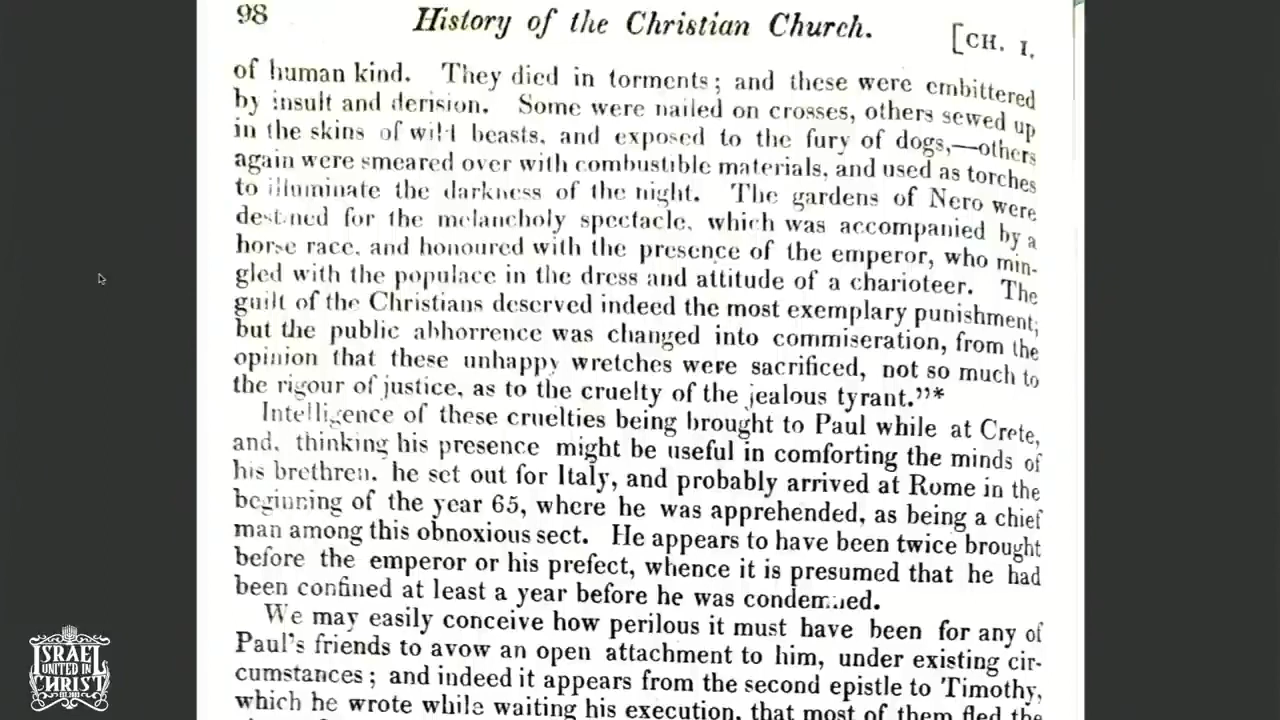 98
History of the Christian Church.
[CH. I.
of human kind. They died in torments; and these were embittered
by insult and derision. Some were nailed on crosses, others sewed up
in the skins of wild beasts, and exposed to the fury of dogs,—others
again were smeared over with combustible materials, and used as torches
to illuminate the darkness of the night. The gardens of Nero were
destined for the melancholy spectacle, which was accompanied by a
horse race, and honoured with the presence of the emperor, who min-
gled with the populace in the dress and attitude of a charioteer. The
guilt of the Christians deserved indeed the most exemplary punishment;
but the public abhorrence was changed into commiseration, from the
opinion that these unhappy wretches were sacrificed, not so much to
the rigour of justice, as to the cruelty of the jealous tyrant."*
Intelligence of these cruelties being brought to Paul while at Crete,
and, thinking his presence might be useful in comforting the minds of
his brethren, he set out for Italy, and probably arrived at Rome in the
beginning of the year 65, where he was apprehended, as being a chief
man among this obnoxious sect. He appears to have been twice brought
before the emperor or his prefect, whence it is presumed that he had
been confined at least a year before he was condemned.
We may easily conceive how perilous it must have been for any of
Paul's friends to avow an open attachment to him, under existing cir-
cumstances; and indeed it appears from the second epistle to Timothy,
which he wrote while waiting his execution, that most of them fled the
ISRAEL
UNITED IN
CHRIST